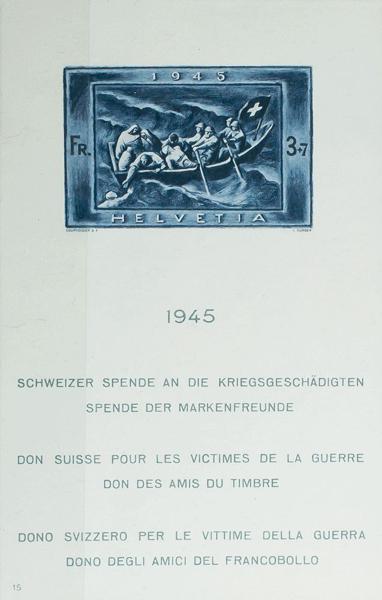 1945
FR. 3+7
HELVETIA
COURVOISIER S.A.
1945
SCHWEIZER SPENDE AN DIE KRIEGSGESCHÄDIGTEN
SPENDE DER MARKENFREUNDE
DON SUISSE POUR LES VICTIMES DE LA GUERRE
DON DES AMIS DU TIMBRE
DONO SVIZZERO PER LE VITTIME DELLA GUERRA
DONO DEGLI AMICI DEL FRANCOBOLLO
15